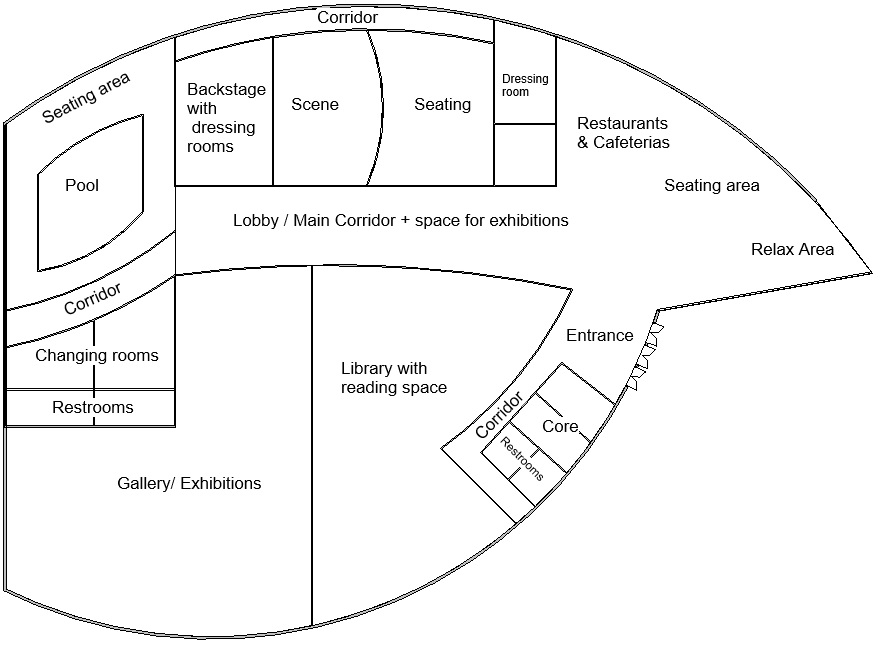 Corridor
Seating area
Backstage
with
dressing
rooms
Scene
Seating
Dressing
room
Restaurants
& Cafeterias
Pool
Seating area
Lobby / Main Corridor + space for exhibitions
Relax Area
Corridor
Changing rooms
Restrooms
Library with
reading space
Entrance
Corridor
Core
Restrooms
Gallery/ Exhibitions